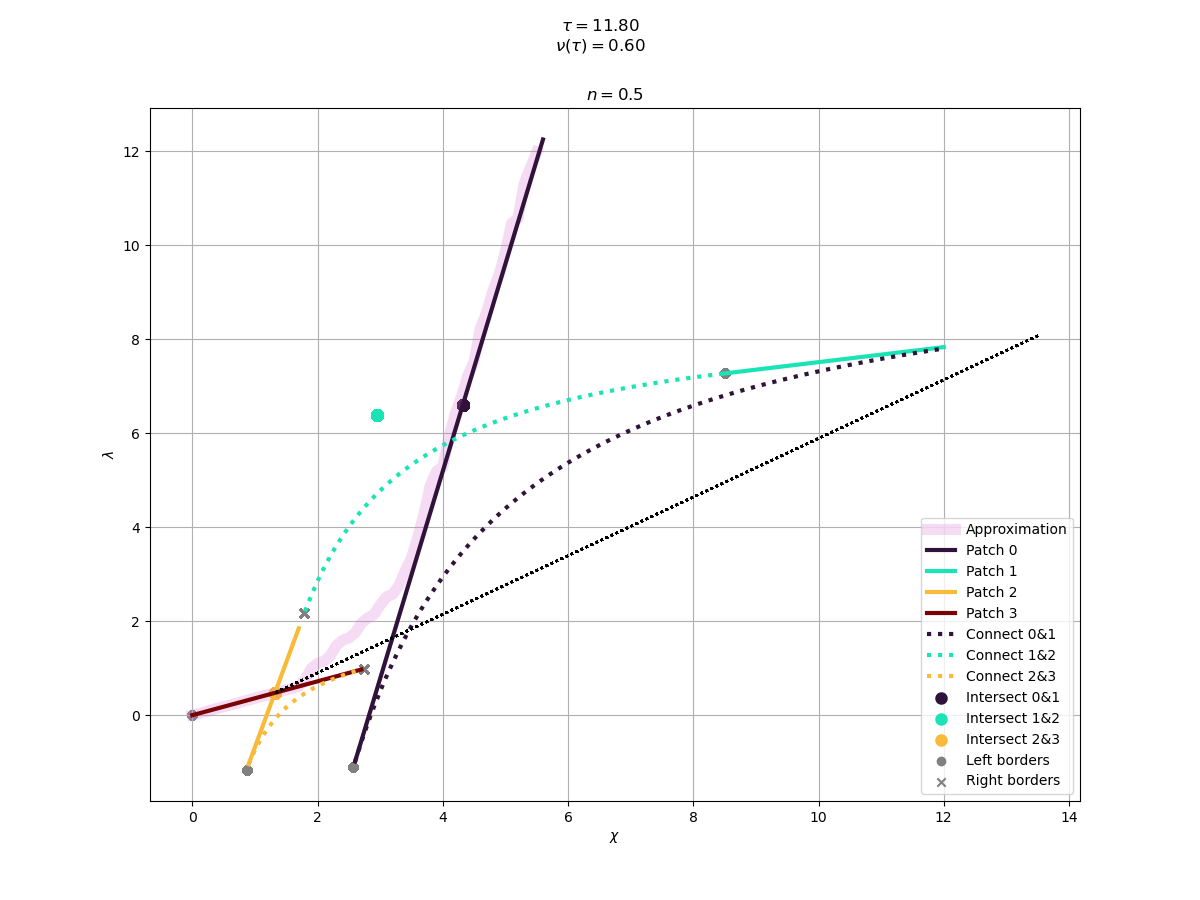 τ = 11.80
ν(τ) = 0.60
n = 0.5
12
10
8
6
4
2
0
λ
0 2 4 6 8 10 12 14
χ
Approximation
Patch 0
Patch 1
Patch 2
Patch 3
Connect 0&1
Connect 1&2
Connect 2&3
Intersect 0&1
Intersect 1&2
Intersect 2&3
Left borders
Right borders